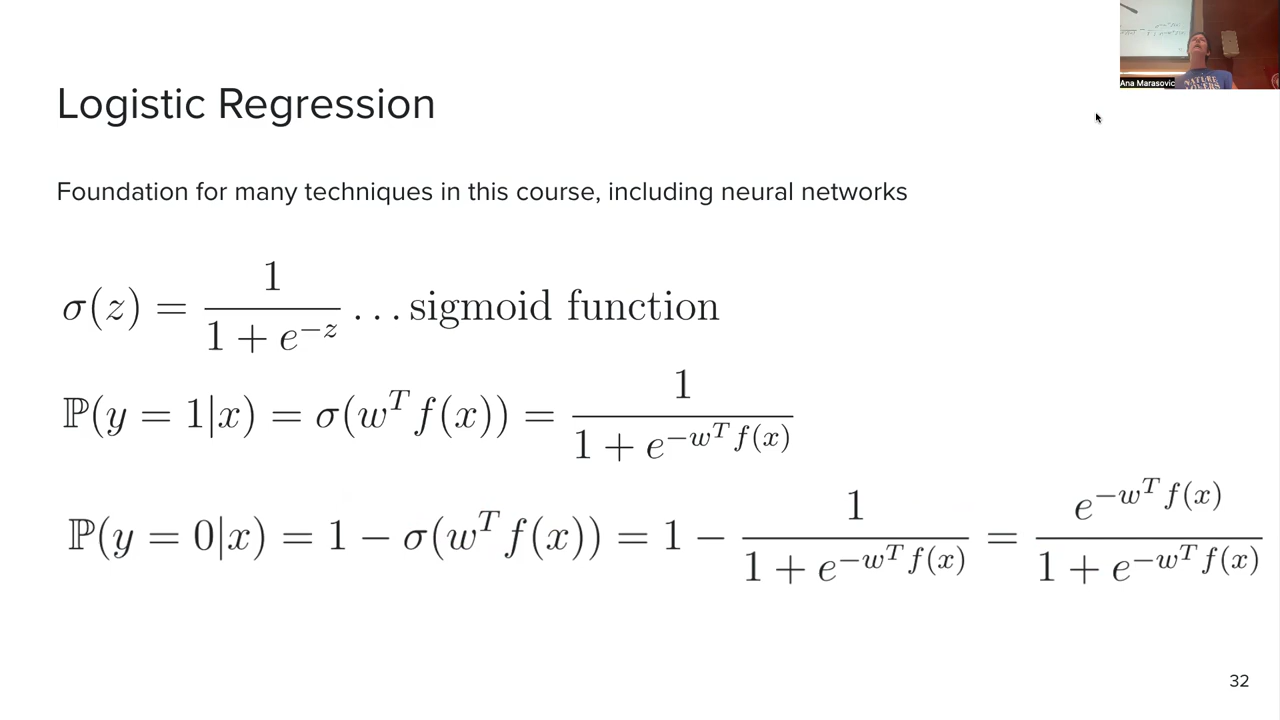 Ana Marasovic
NATURE
Logistic Regression
Foundation for many techniques in this course, including neural networks
σ(z) = 1 / (1 + e^{-z}) ... sigmoid function
ℙ(y = 1|x) = σ(w^T f(x)) = 1 / (1 + e^{-w^T f(x)})
ℙ(y = 0|x) = 1 − σ(w^T f(x)) = 1 − 1 / (1 + e^{-w^T f(x)}) = e^{-w^T f(x)} / (1 + e^{-w^T f(x)})
32